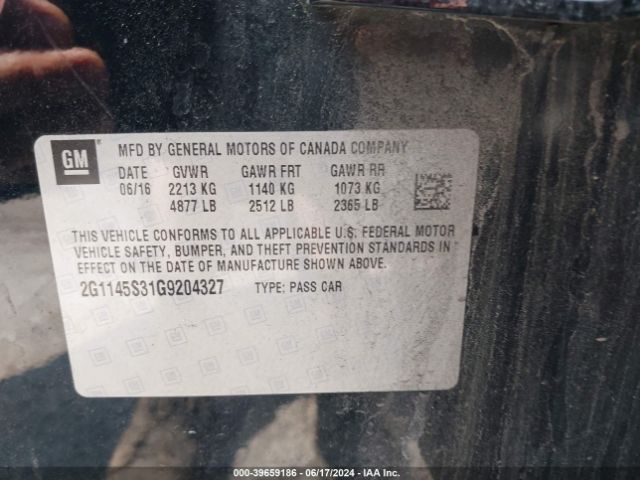 GM
MFD BY GENERAL MOTORS OF CANADA COMPANY
DATE GVWR GAWR FRT GAWR RR
06/16 2213 KG 1140 KG 1073 KG
4877 LB 2512 LB 2365 LB
THIS VEHICLE CONFORMS TO ALL APPLICABLE U.S. FEDERAL MOTOR
VEHICLE SAFETY, BUMPER, AND THEFT PREVENTION STANDARDS IN
EFFECT ON THE DATE OF MANUFACTURE SHOWN ABOVE.
2G1145S31G9204327 TYPE: PASS CAR
000-39659186 - 06/17/2024 - IAA Inc.